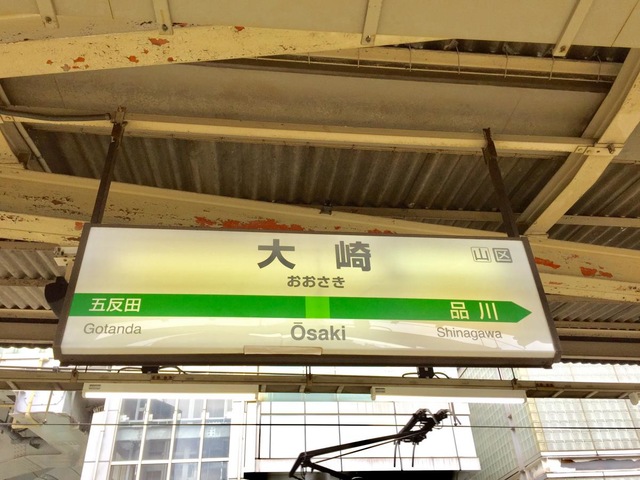 大崎
山区
おおさき
五反田
品川
Gotanda
Ōsaki
Shinagawa